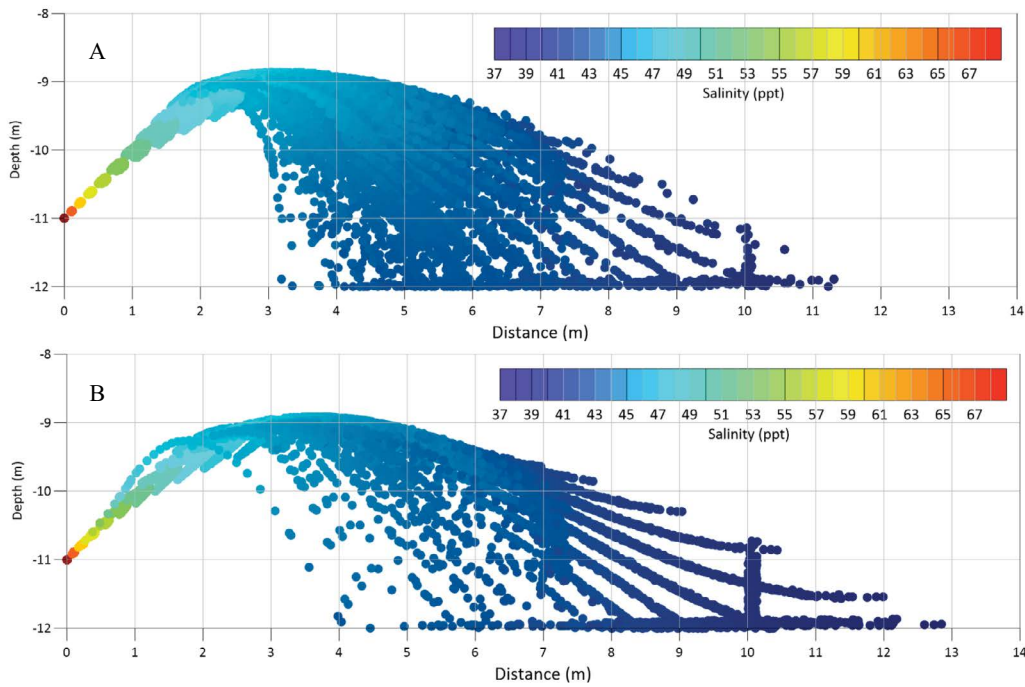 A
37 39 41 43 45 47 49 51 53 55 57 59 61 63 65 67
Salinity (ppt)
-8
-9
-10
-11
-12
Depth (m)
0 1 2 3 4 5 6 7 8 9 10 11 12 13 14
Distance (m)
B
37 39 41 43 45 47 49 51 53 55 57 59 61 63 65 67
Salinity (ppt)
-8
-9
-10
-11
-12
Depth (m)
0 1 2 3 4 5 6 7 8 9 10 11 12 13 14
Distance (m)